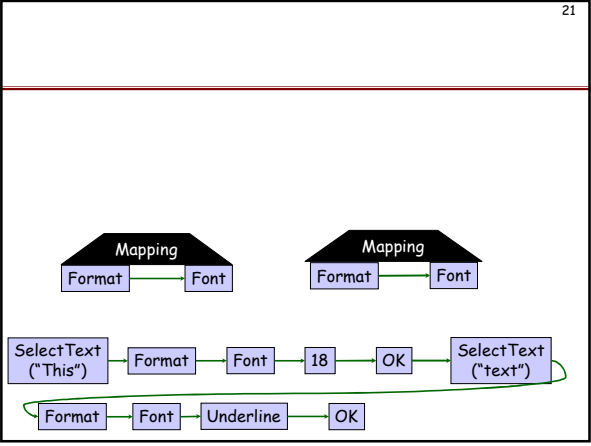 21
Mapping
Format Font
Mapping
Format Font
SelectText
(“This”)
Format
Font
18
OK
SelectText
(“text”)
Format
Font
Underline
OK